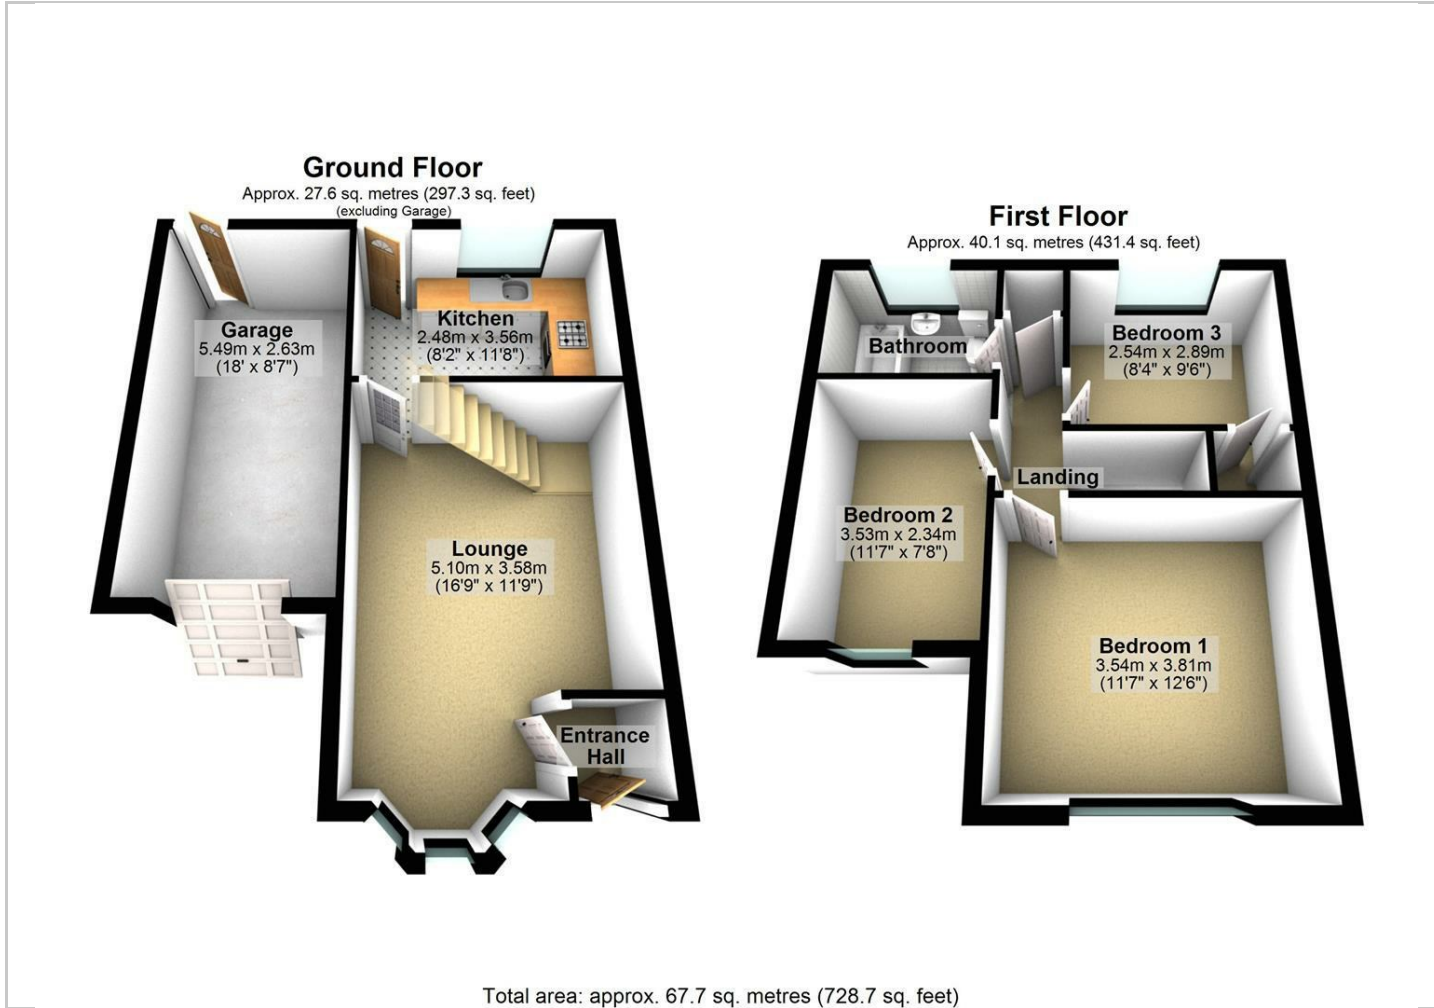 Ground Floor
Approx. 27.6 sq. metres (297.3 sq. feet)
(excluding Garage)
Garage
5.49m x 2.63m
(18' x 8'7")
Kitchen
2.48m x 3.56m
(8'2" x 11'8")
Lounge
5.10m x 3.58m
(16'9" x 11'9")
Entrance
Hall
First Floor
Approx. 40.1 sq. metres (431.4 sq. feet)
Bathroom
Bedroom 3
2.54m x 2.89m
(8'4" x 9'6")
Landing
Bedroom 2
3.53m x 2.34m
(11'7" x 7'8")
Bedroom 1
3.54m x 3.81m
(11'7" x 12'6")
Total area: approx. 67.7 sq. metres (728.7 sq. feet)